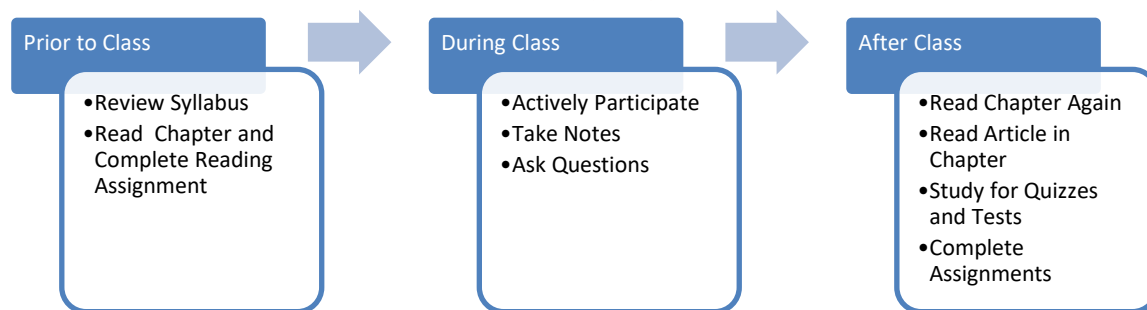 Prior to Class
•Review Syllabus
•Read Chapter and
Complete Reading
Assignment
During Class
•Actively Participate
•Take Notes
•Ask Questions
After Class
•Read Chapter Again
•Read Article in
Chapter
•Study for Quizzes
and Tests
•Complete
Assignments